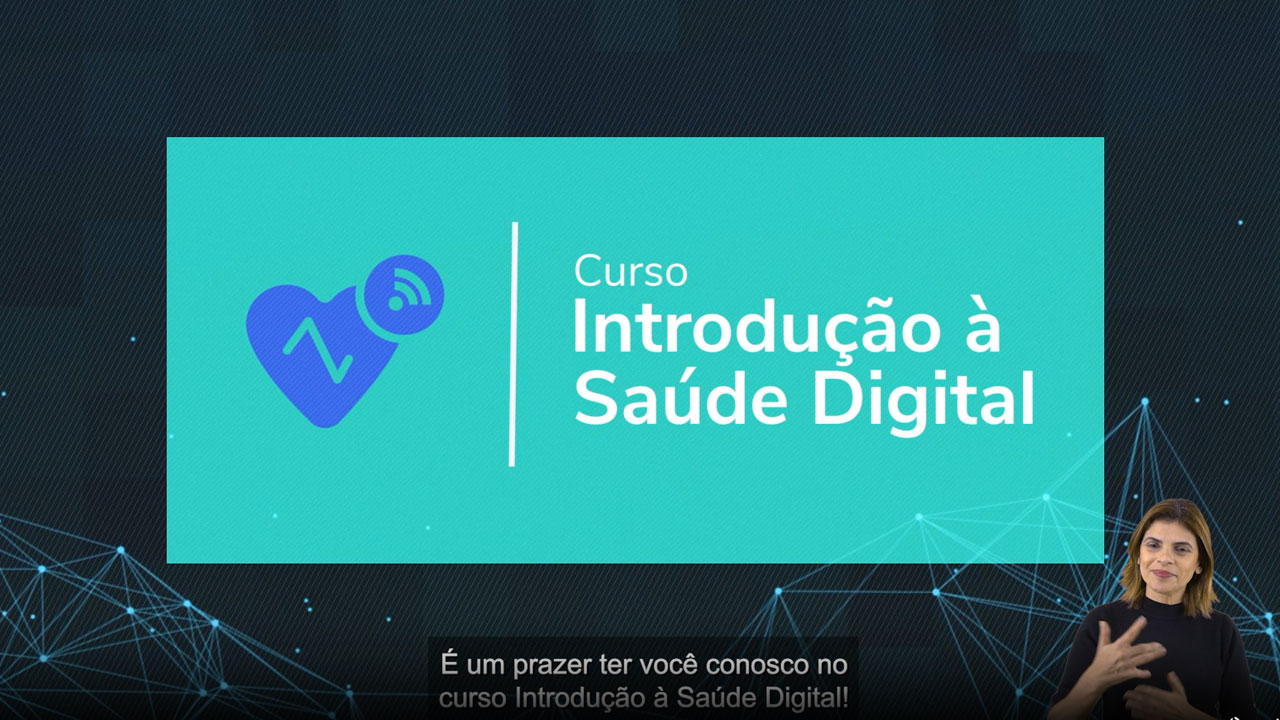 Curso
Introdução à
Saúde Digital
É um prazer ter você conosco no
curso Introdução à Saúde Digital!